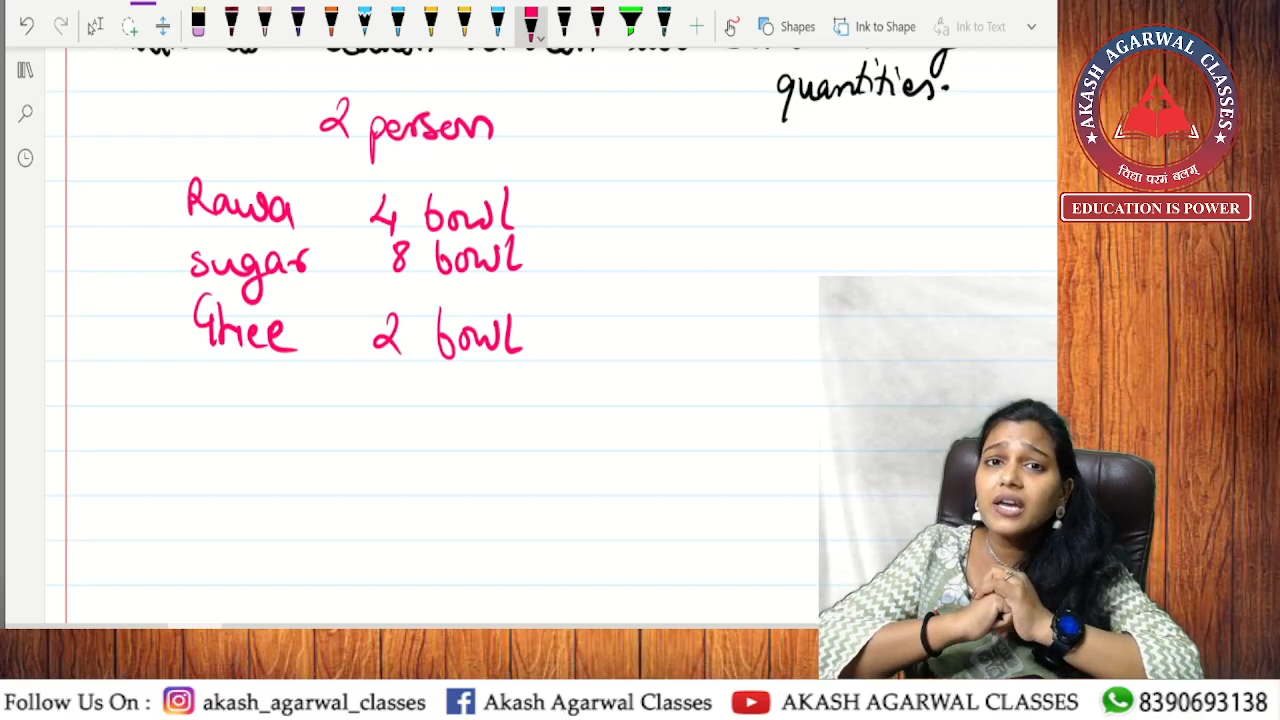 Shapes Ink to Shape Ink to Text
quantities.
2 person
Rawa 4 bowl
sugar 8 bowl
Ghee 2 bowl
AKASH AGARWAL CLASSES
विद्या परमं बलम्
EDUCATION IS POWER
Follow Us On : akash_agarwal_classes Akash Agarwal Classes AKASH AGARWAL CLASSES 8390693138